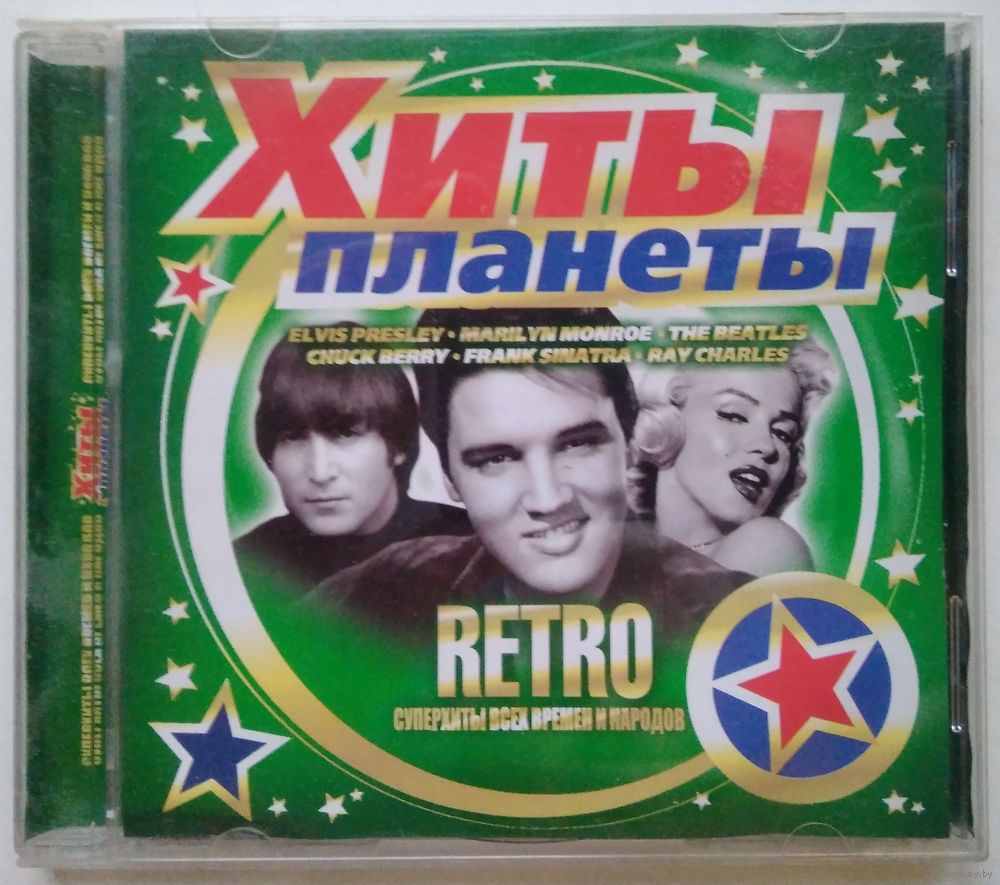 Хиты
планеты
ELVIS PRESLEY • MARILYN MONROE • THE BEATLES
CHUCK BERRY • FRANK SINATRA • RAY CHARLES
RETRO
СУПЕРХИТЫ ВСЕХ ВРЕМЕН И НАРОДОВ
Хиты